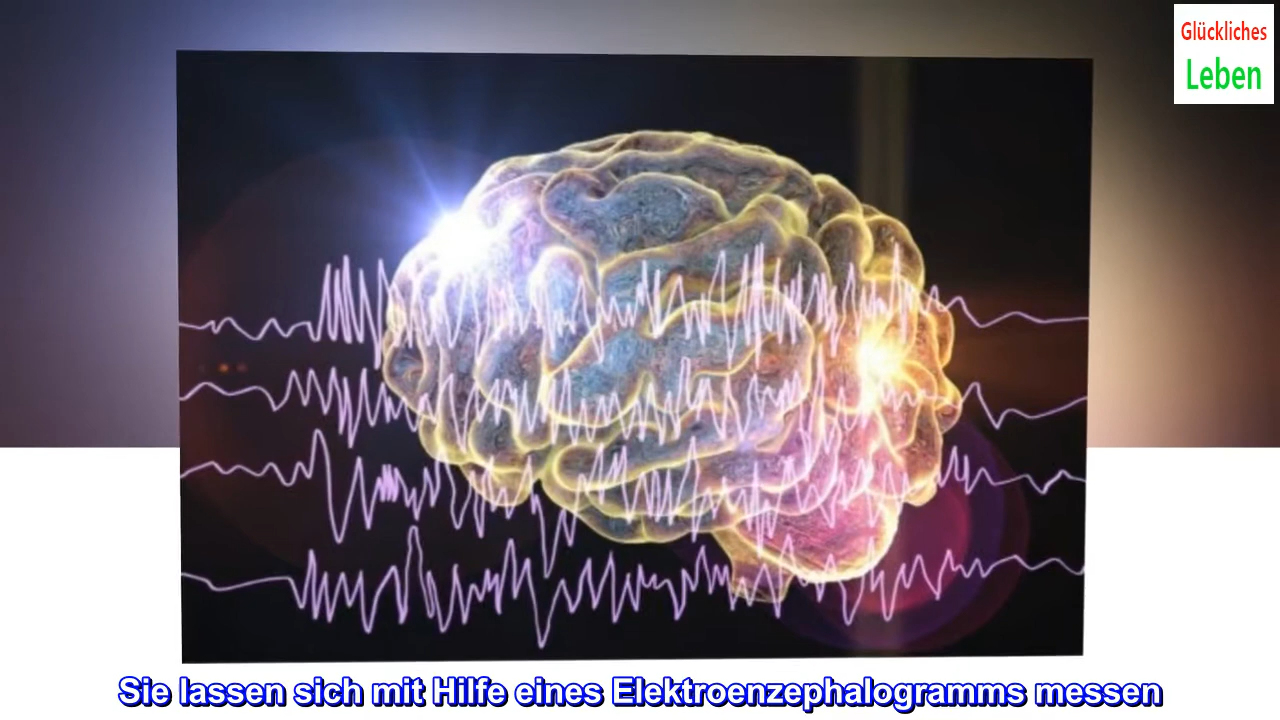 Glückliches
Leben
Sie lassen sich mit Hilfe eines Elektroenzephalogramms messen